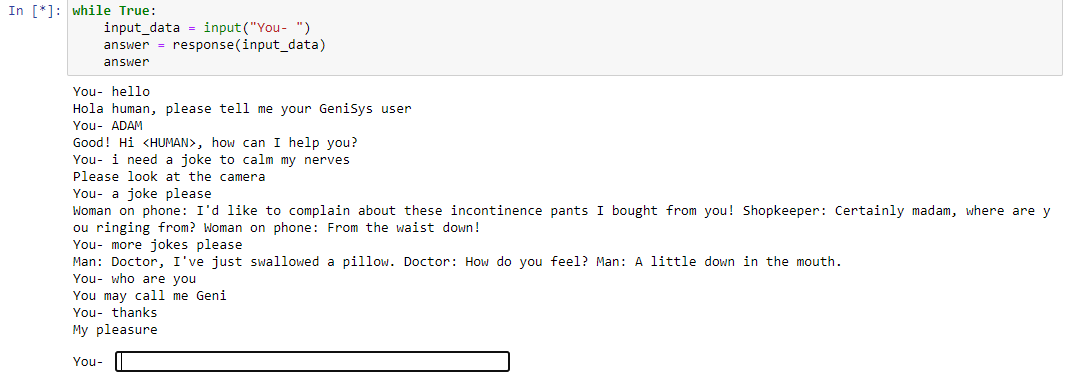 In [*]: while True:
input_data = input("You- ")
answer = response(input_data)
answer
You- hello
Hola human, please tell me your GeniSys user
You- ADAM
Good! Hi <HUMAN>, how can I help you?
You- i need a joke to calm my nerves
Please look at the camera
You- a joke please
Woman on phone: I'd like to complain about these incontinence pants I bought from you! Shopkeeper: Certainly madam, where are y
ou ringing from? Woman on phone: From the waist down!
You- more jokes please
Man: Doctor, I've just swallowed a pillow. Doctor: How do you feel? Man: A little down in the mouth.
You- who are you
You may call me Geni
You- thanks
My pleasure
You-